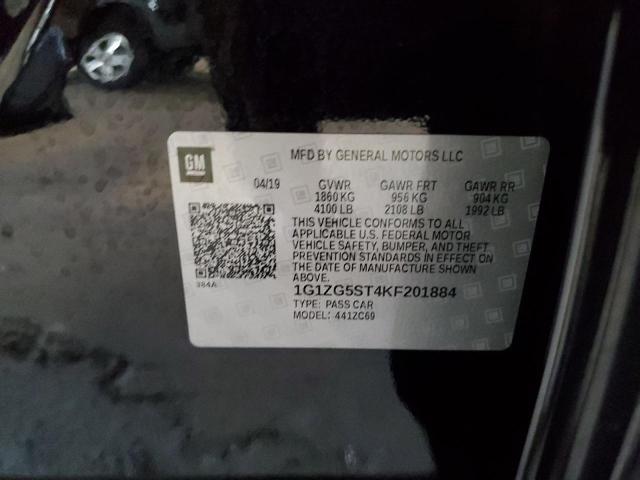 GM
MFD BY GENERAL MOTORS LLC
04/19 GVWR GAWR FRT GAWR RR
1860 KG 956 KG 904 KG
4100 LB 2108 LB 1992 LB
THIS VEHICLE CONFORMS TO ALL
APPLICABLE U.S. FEDERAL MOTOR
VEHICLE SAFETY, BUMPER, AND THEFT
PREVENTION STANDARDS IN EFFECT ON
THE DATE OF MANUFACTURE SHOWN
ABOVE.
384A
1G1ZG5ST4KF201884
TYPE: PASS CAR
MODEL: 441ZC69